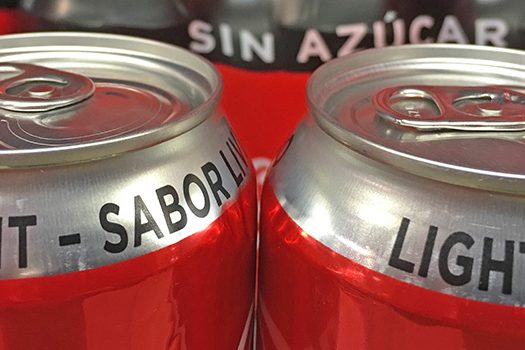 SIN AZÚCAR
- SABOR
LIGHT